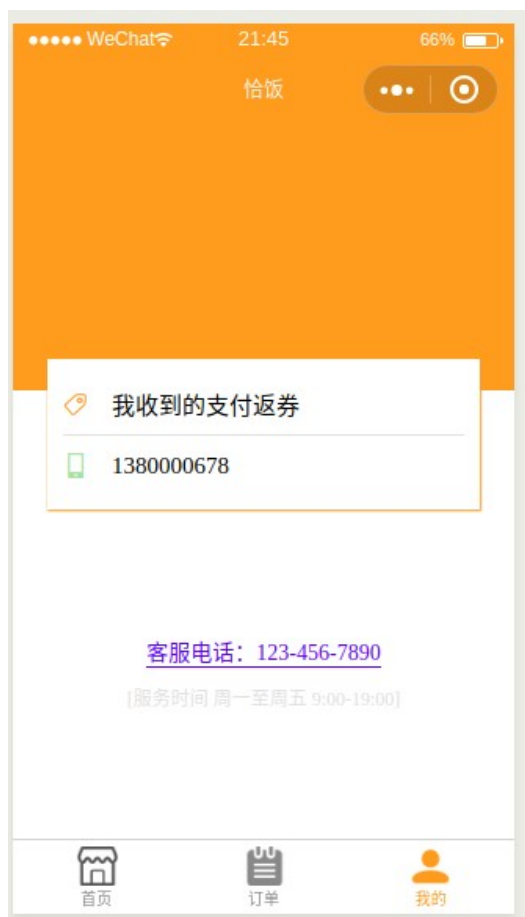 ●●●●● WeChat 21:45 66%
恰饭
我收到的支付返券
1380000678
客服电话：123-456-7890
[服务时间 周一至周五 9:00-19:00]
首页 订单 我的